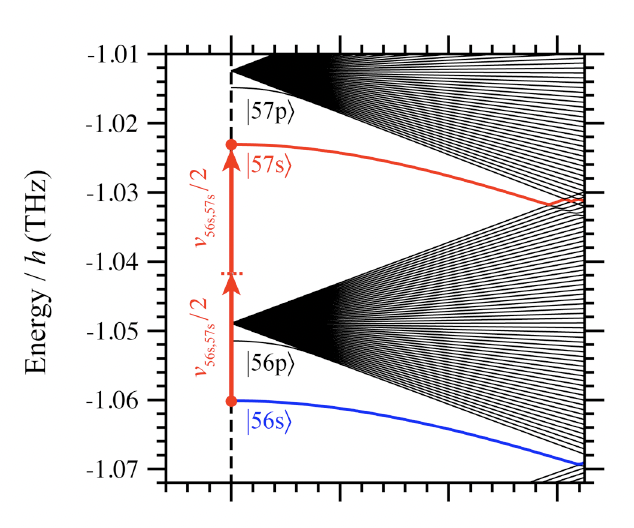 -1.01
-1.02
-1.03
-1.04
-1.05
-1.06
-1.07
Energy / h (THz)
|57p⟩
|57s⟩
ν56s,57s/2
ν56s,57s/2
|56p⟩
|56s⟩